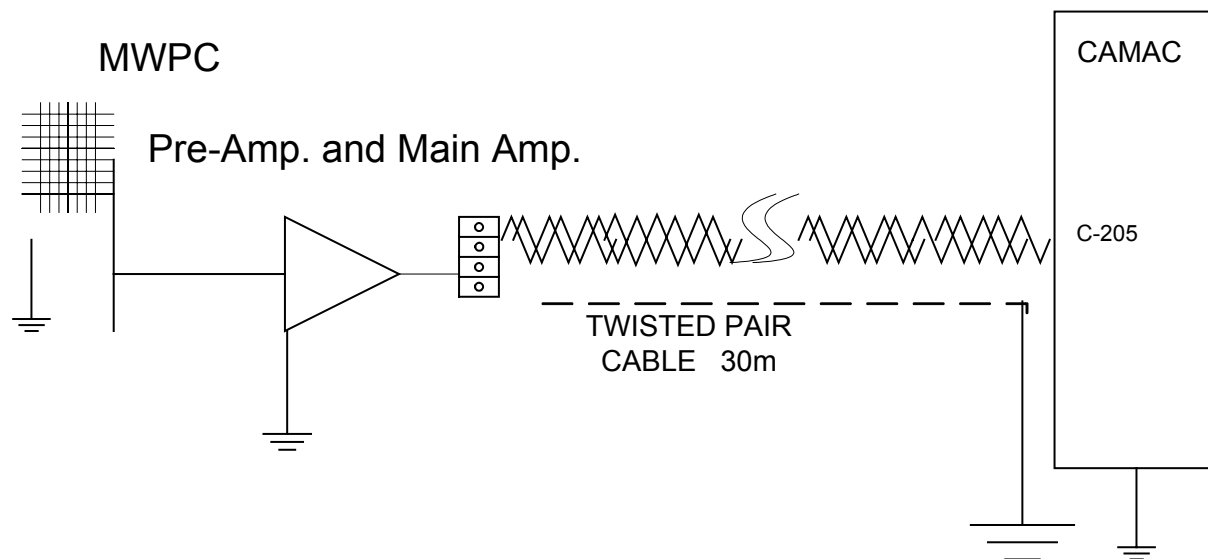 MWPC
CAMAC
Pre-Amp. and Main Amp.
C-205
TWISTED PAIR
CABLE 30m